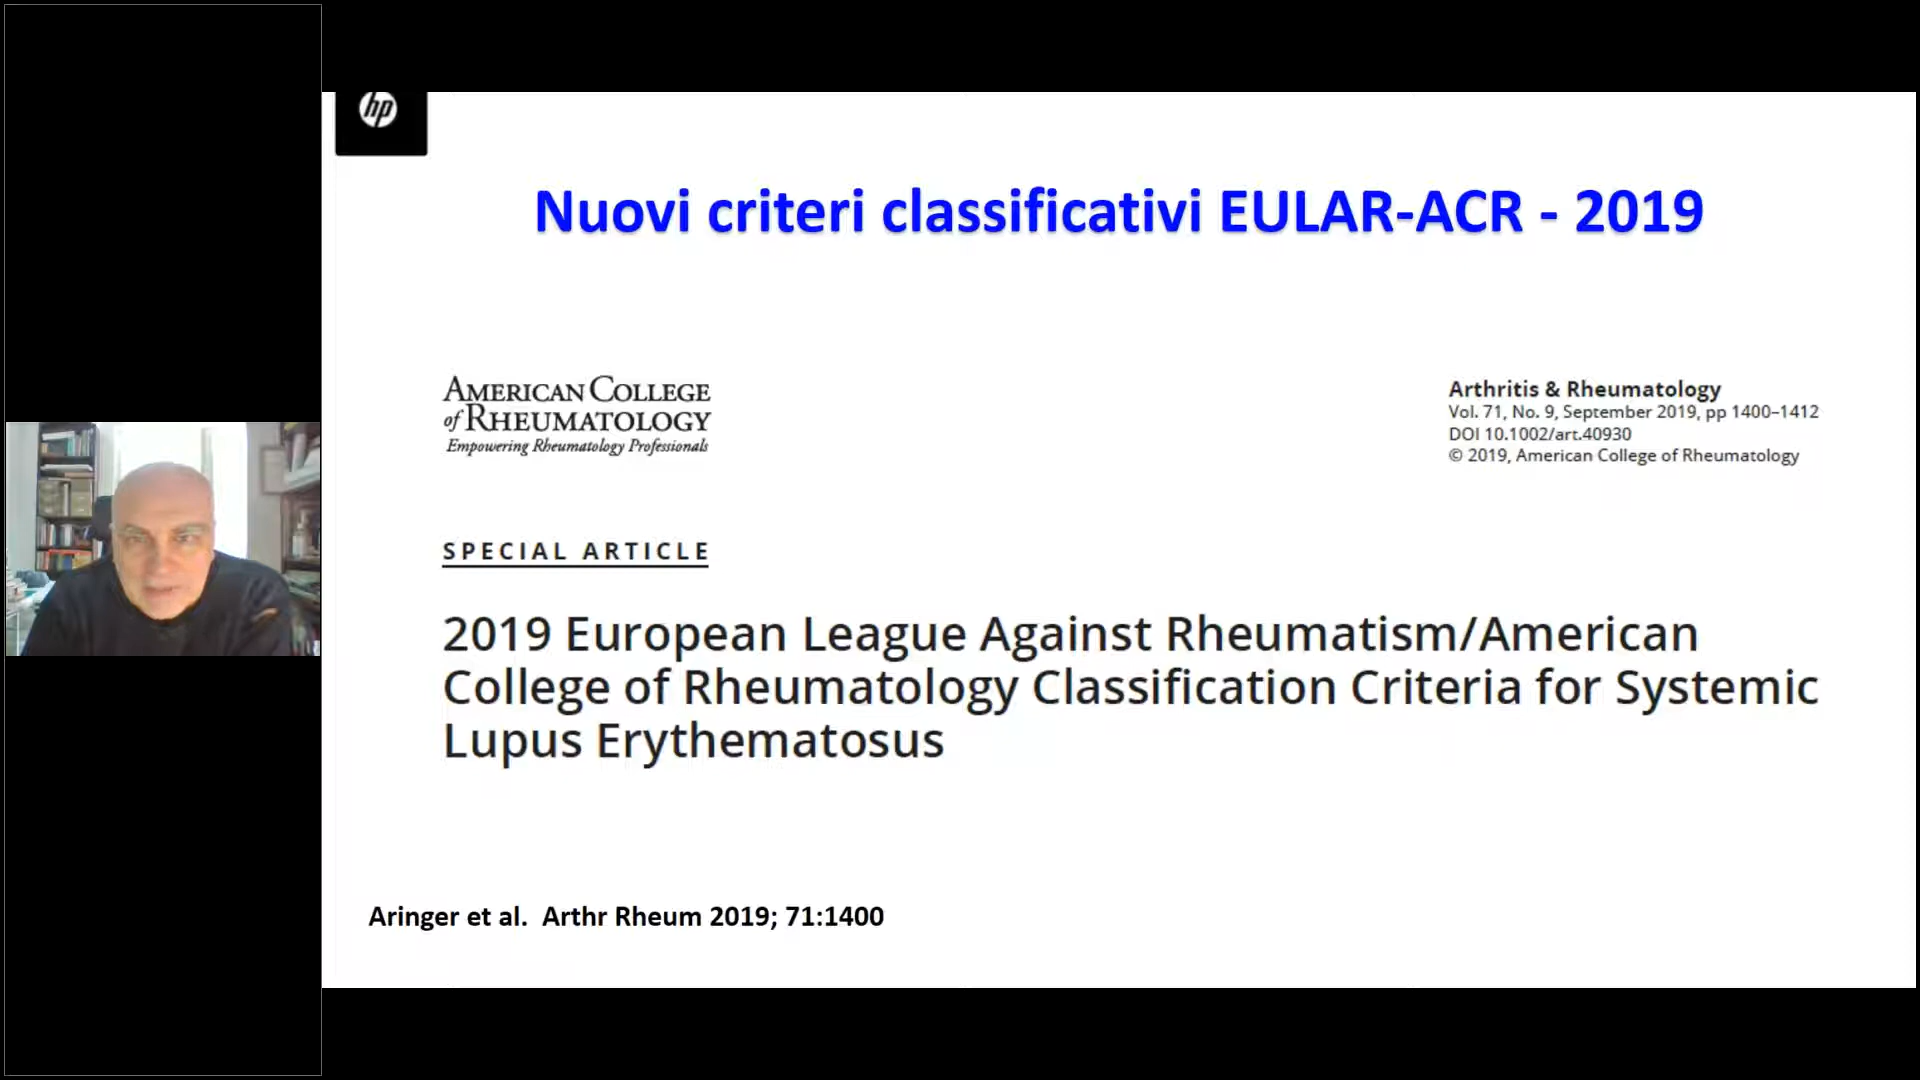 hp
Nuovi criteri classificativi EULAR-ACR - 2019
AMERICAN COLLEGE
of RHEUMATOLOGY
Empowering Rheumatology Professionals
Arthritis & Rheumatology
Vol. 71, No. 9, September 2019, pp 1400–1412
DOI 10.1002/art.40930
© 2019, American College of Rheumatology
SPECIAL ARTICLE
2019 European League Against Rheumatism/American
College of Rheumatology Classification Criteria for Systemic
Lupus Erythematosus
Aringer et al.  Arthr Rheum 2019; 71:1400